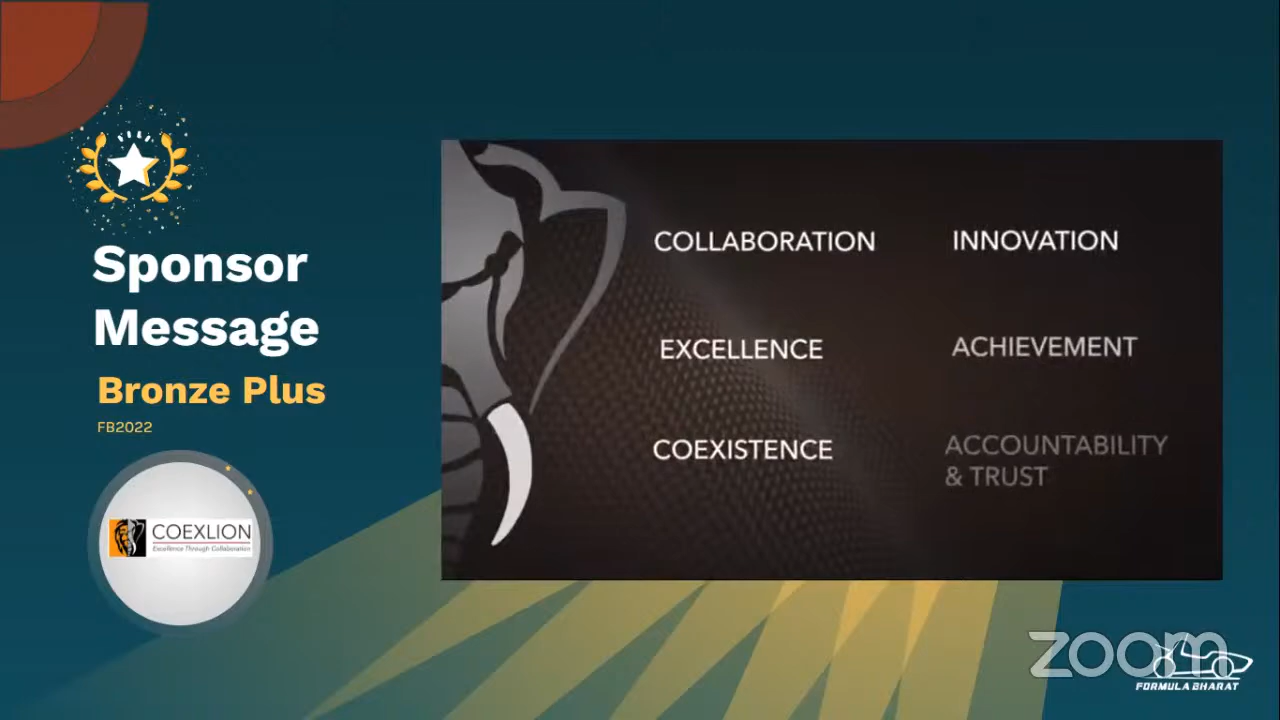 Sponsor
Message
Bronze Plus
FB2022
COEXLION
Excellence Through Collaboration
COLLABORATION
INNOVATION
EXCELLENCE
ACHIEVEMENT
COEXISTENCE
ACCOUNTABILITY
& TRUST
zoom
FORMULA BHARAT